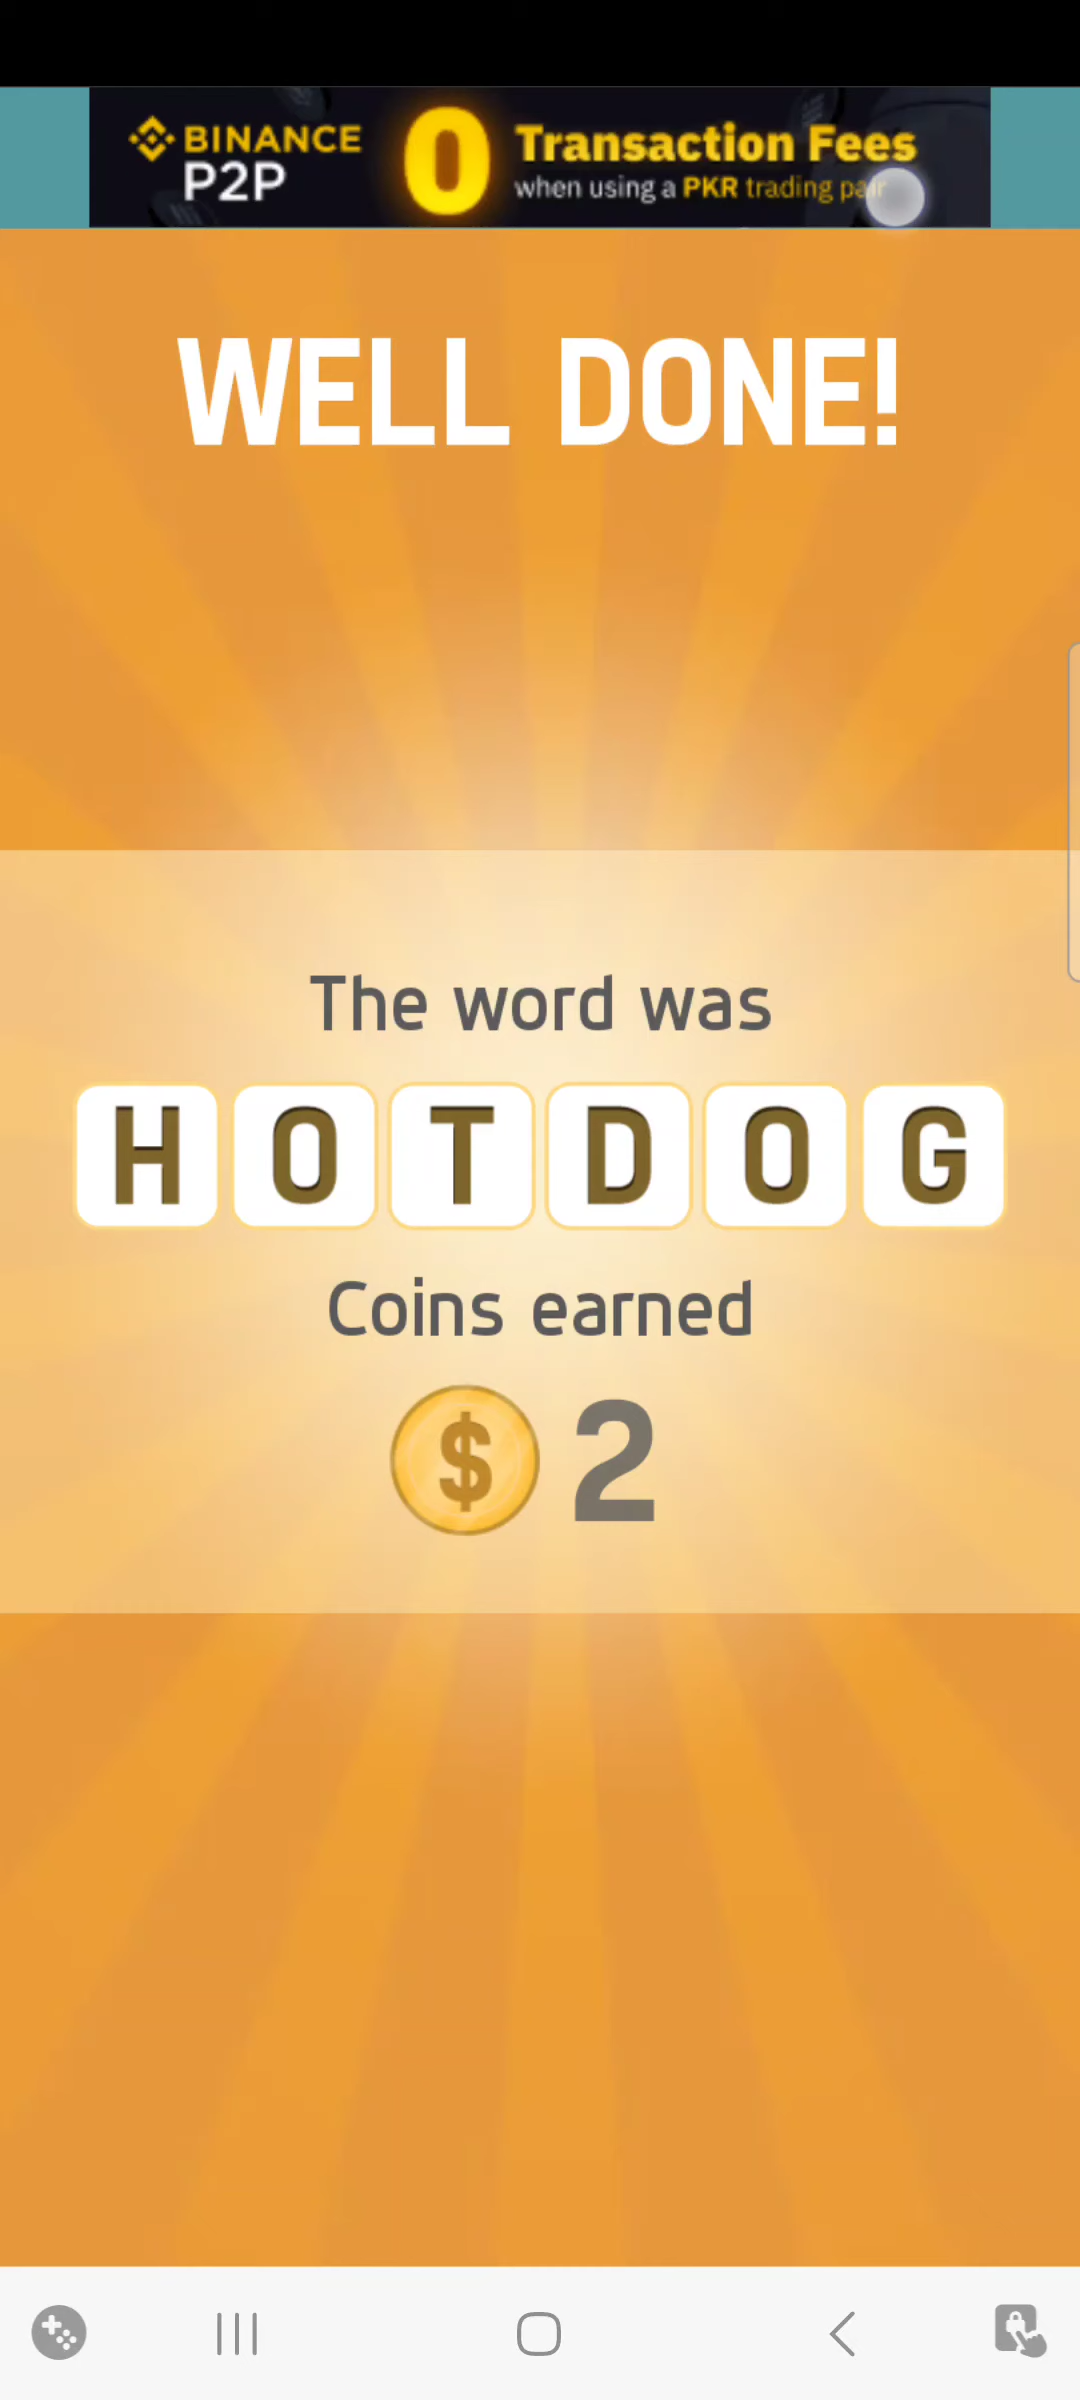 BINANCE
P2P
0
Transaction Fees
when using a PKR trading pair
WELL DONE!
The word was
HOTDOG
Coins earned
$ 2